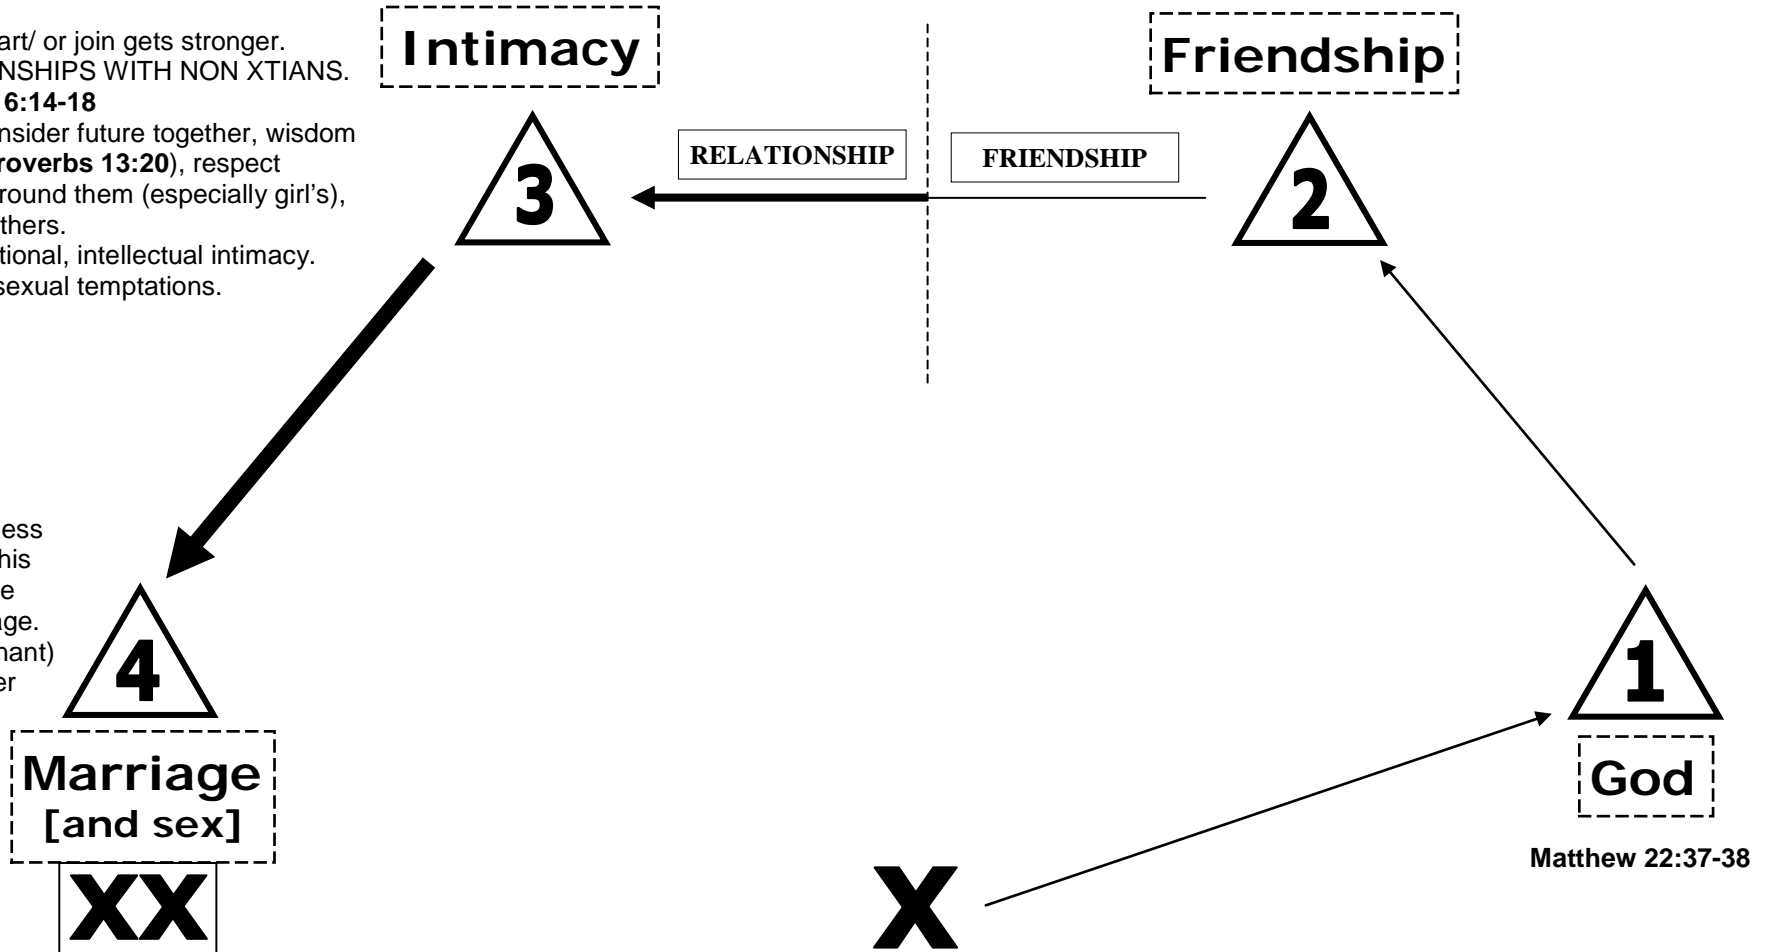 art/ or join gets stronger.
NSHIPS WITH NON XTIANS.
6:14-18
nsider future together, wisdom
roverbs 13:20), respect
round them (especially girl's),
thers.
tional, intellectual intimacy.
sexual temptations.
Intimacy
3
RELATIONSHIP
FRIENDSHIP
Friendship
2
ess
his
e
age.
nant)
er
4
Marriage
[and sex]
XX
X
1
God
Matthew 22:37-38